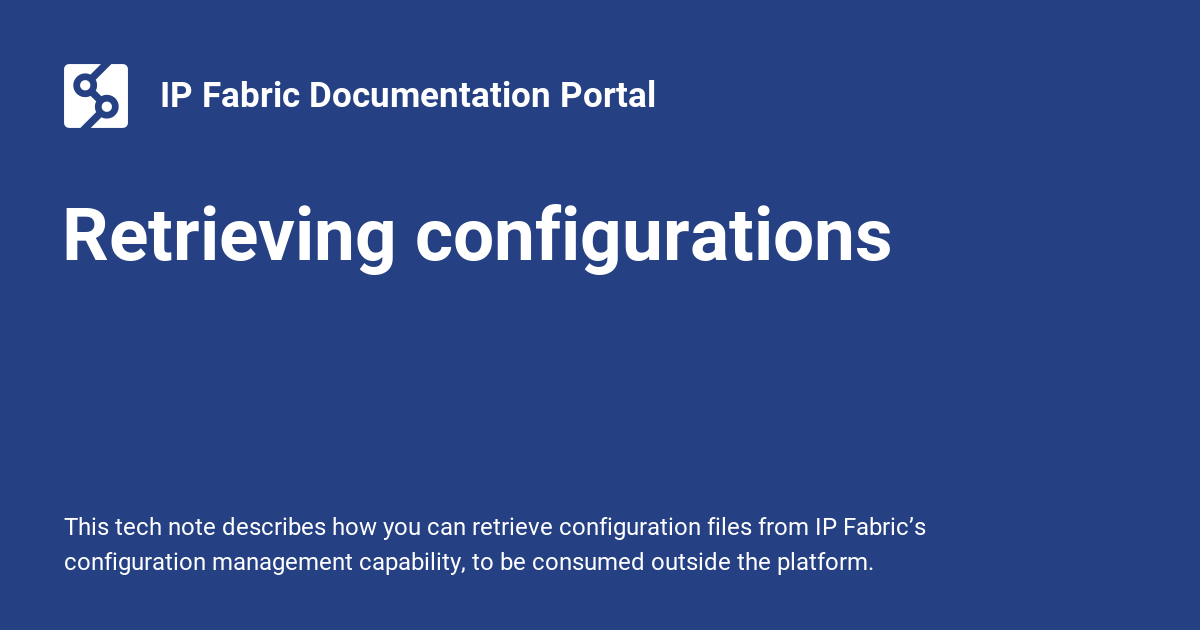 IP Fabric Documentation Portal
Retrieving configurations
This tech note describes how you can retrieve configuration files from IP Fabric’s
configuration management capability, to be consumed outside the platform.